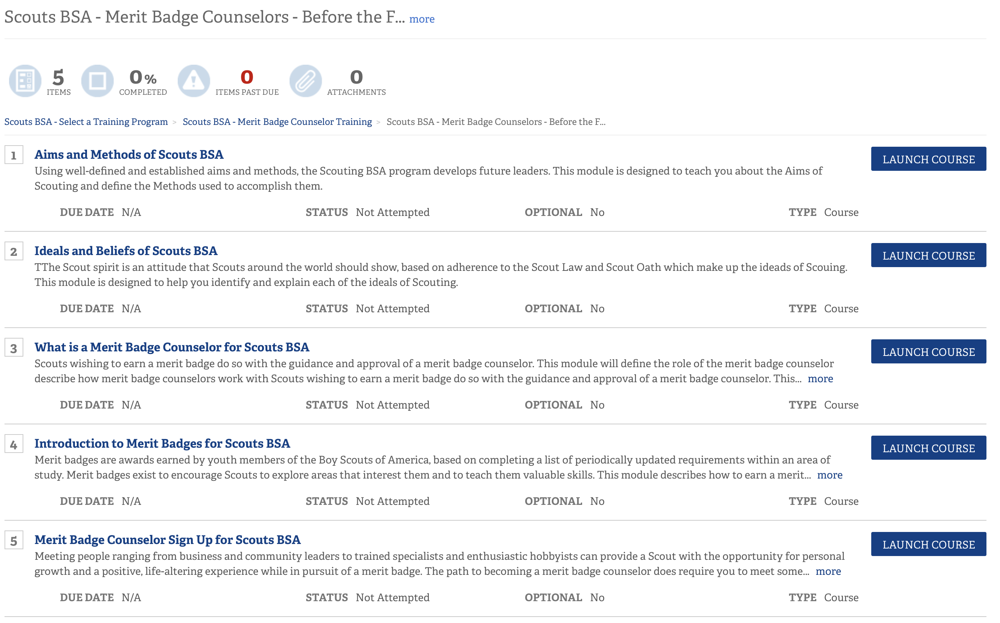 Scouts BSA - Merit Badge Counselors - Before the F... more
5
ITEMS
0%
COMPLETED
0
ITEMS PAST DUE
0
ATTACHMENTS
Scouts BSA - Select a Training Program > Scouts BSA - Merit Badge Counselor Training > Scouts BSA - Merit Badge Counselors - Before the F...
1
Aims and Methods of Scouts BSA
LAUNCH COURSE
Using well-defined and established aims and methods, the Scouting BSA program develops future leaders. This module is designed to teach you about the Aims of
Scouting and define the Methods used to accomplish them.
DUE DATE N/A STATUS Not Attempted OPTIONAL No TYPE Course
2
Ideals and Beliefs of Scouts BSA
LAUNCH COURSE
TThe Scout spirit is an attitude that Scouts around the world should show, based on adherence to the Scout Law and Scout Oath which make up the ideads of Scouing.
This module is designed to help you identify and explain each of the ideals of Scouting.
DUE DATE N/A STATUS Not Attempted OPTIONAL No TYPE Course
3
What is a Merit Badge Counselor for Scouts BSA
LAUNCH COURSE
Scouts wishing to earn a merit badge do so with the guidance and approval of a merit badge counselor. This module will define the role of the merit badge counselor
describe how merit badge counselors work with Scouts wishing to earn a merit badge do so with the guidance and approval of a merit badge counselor. This... more
DUE DATE N/A STATUS Not Attempted OPTIONAL No TYPE Course
4
Introduction to Merit Badges for Scouts BSA
LAUNCH COURSE
Merit badges are awards earned by youth members of the Boy Scouts of America, based on completing a list of periodically updated requirements within an area of
study. Merit badges exist to encourage Scouts to explore areas that interest them and to teach them valuable skills. This module describes how to earn a merit... more
DUE DATE N/A STATUS Not Attempted OPTIONAL No TYPE Course
5
Merit Badge Counselor Sign Up for Scouts BSA
LAUNCH COURSE
Meeting people ranging from business and community leaders to trained specialists and enthusiastic hobbyists can provide a Scout with the opportunity for personal
growth and a positive, life-altering experience while in pursuit of a merit badge. The path to becoming a merit badge counselor does require you to meet some... more
DUE DATE N/A STATUS Not Attempted OPTIONAL No TYPE Course